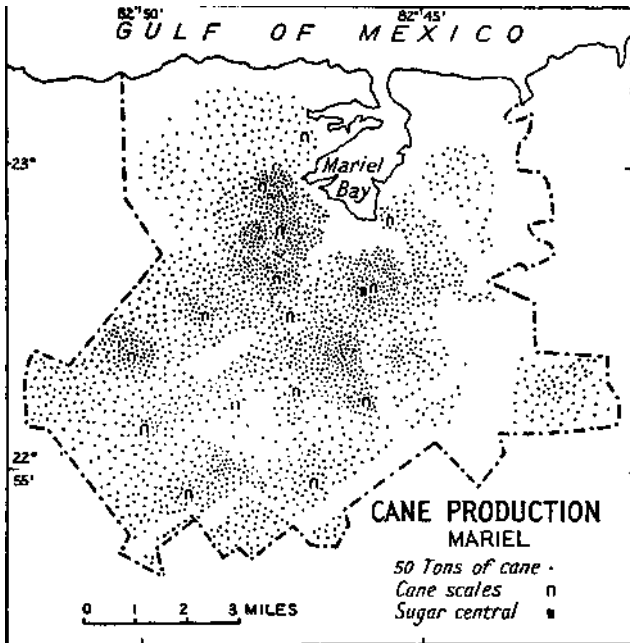 82°50' 82°45'
GULF OF MEXICO
23°
Mariel
Bay
22°
55'
CANE PRODUCTION
MARIEL
50 Tons of cane .
Cane scales n
Sugar central
0 1 2 3 MILES